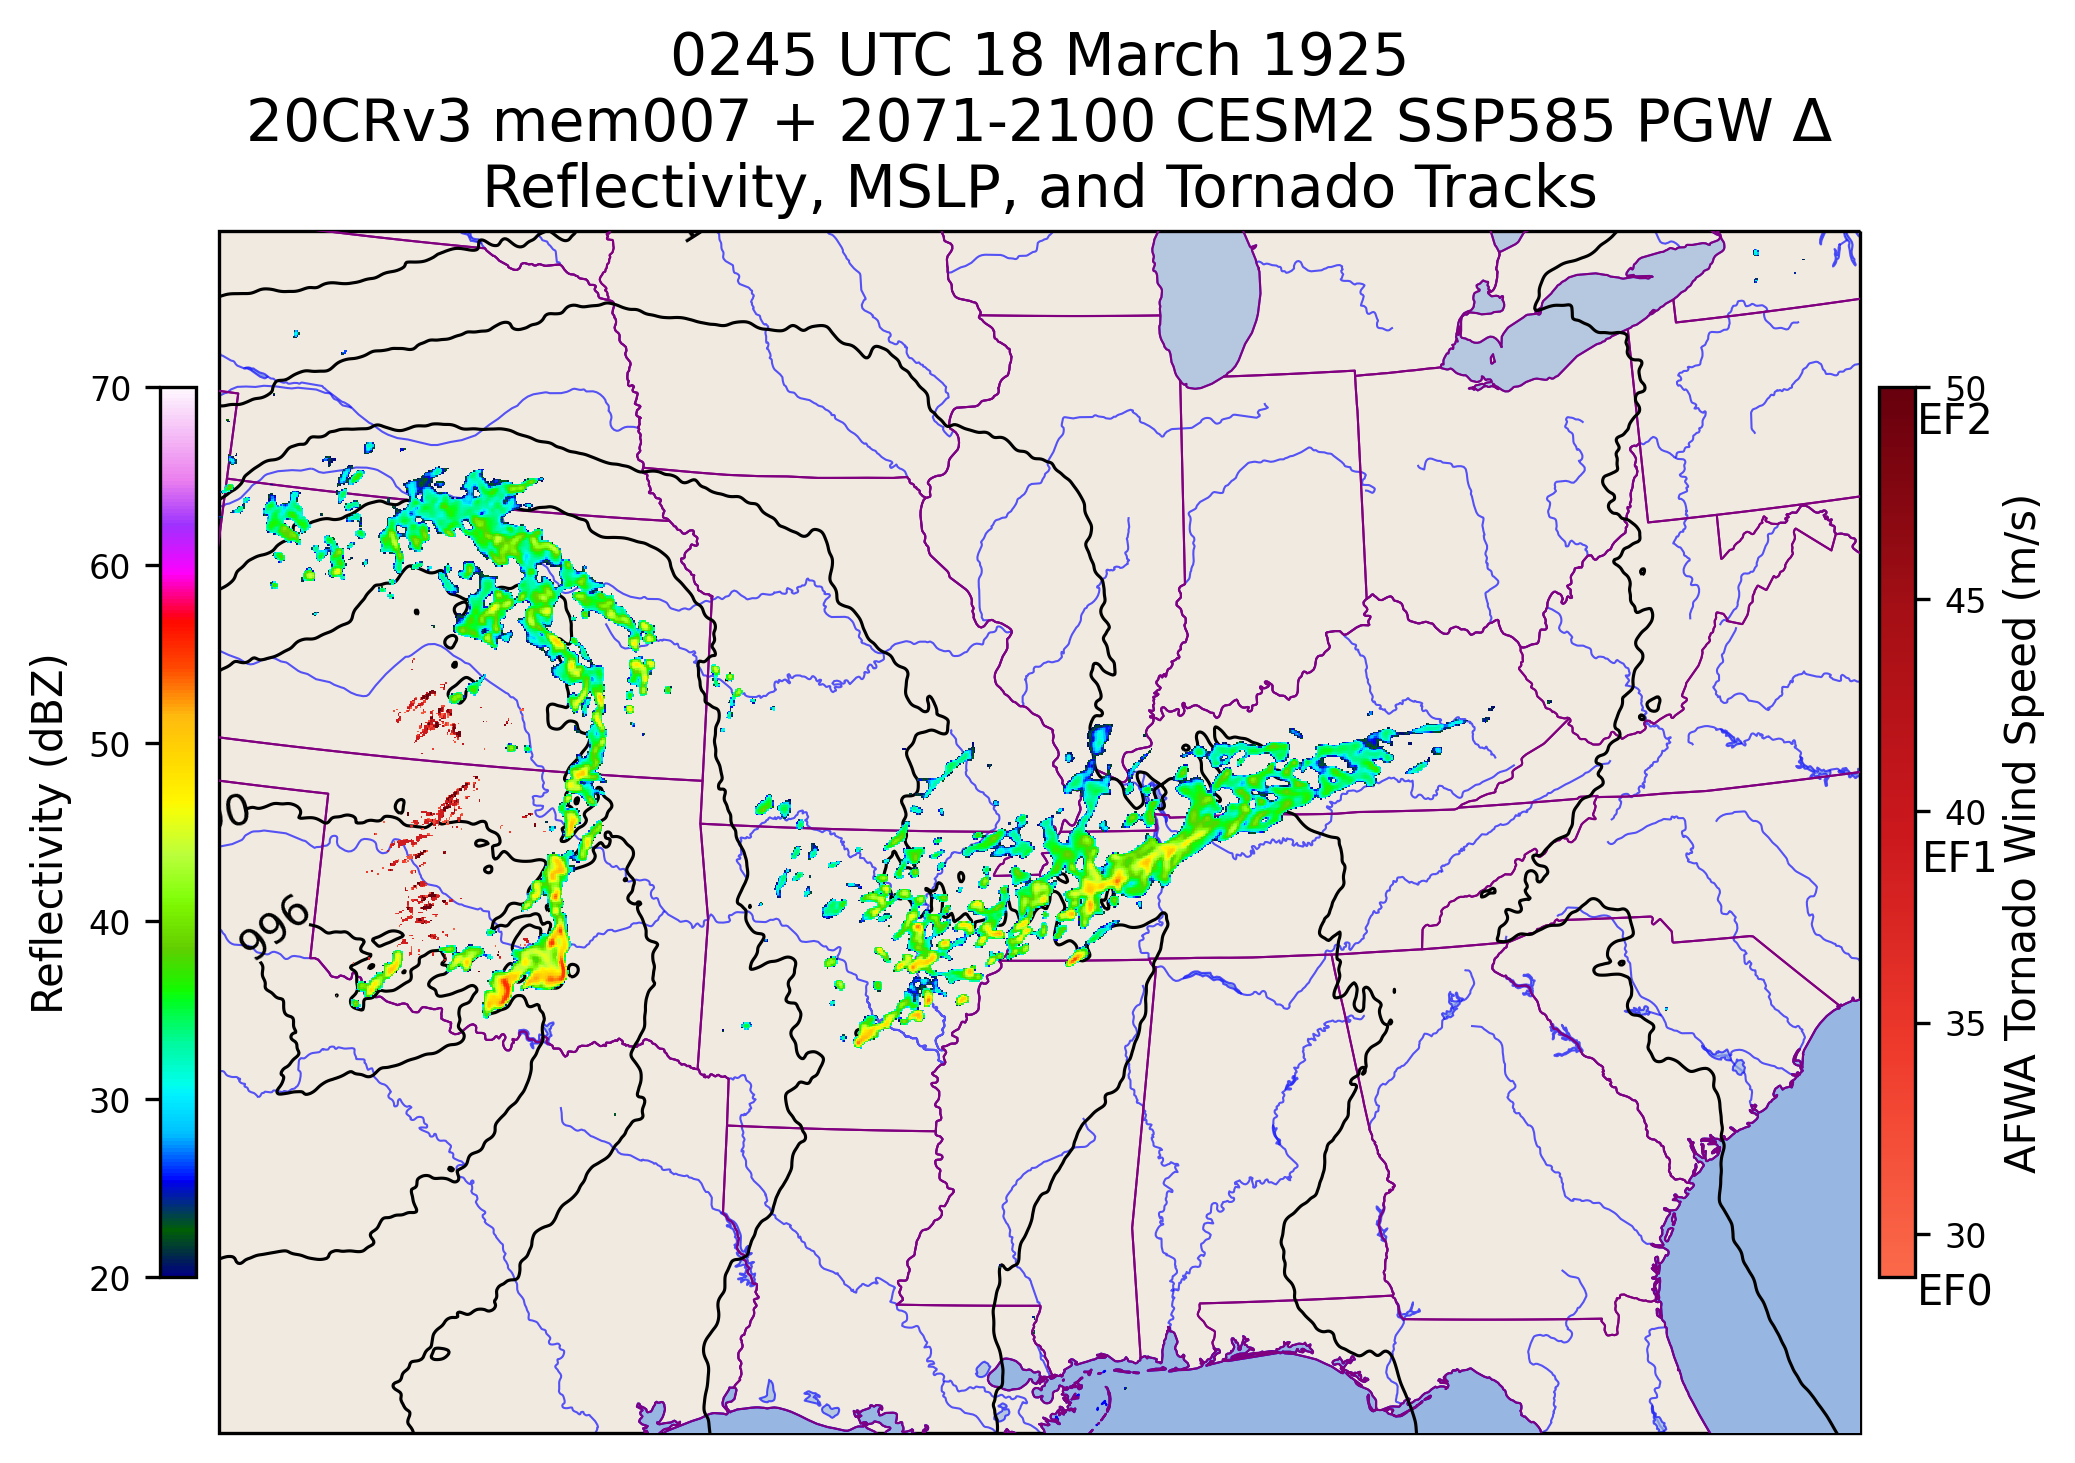 0245 UTC 18 March 1925
20CRv3 mem007 + 2071-2100 CESM2 SSP585 PGW Δ
Reflectivity, MSLP, and Tornado Tracks
70
60
50
40
30
20
Reflectivity (dBZ)
0
996
50
EF2
45
40
EF1
35
30
EF0
AFWA Tornado Wind Speed (m/s)